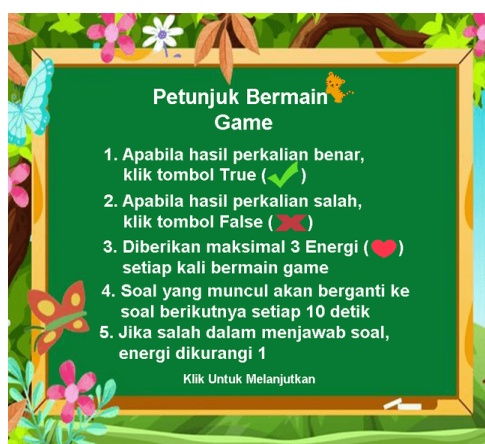 Petunjuk Bermain
Game
1. Apabila hasil perkalian benar,
klik tombol True ( )
2. Apabila hasil perkalian salah,
klik tombol False ( )
3. Diberikan maksimal 3 Energi ( )
setiap kali bermain game
4. Soal yang muncul akan berganti ke
soal berikutnya setiap 10 detik
5. Jika salah dalam menjawab soal,
energi dikurangi 1
Klik Untuk Melanjutkan